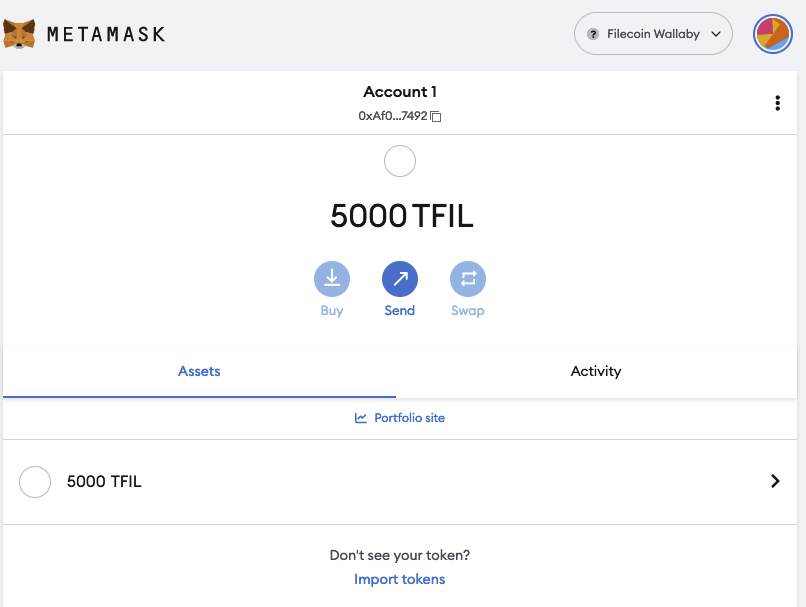 METAMASK
? Filecoin Wallaby
Account 1
0xAf0...7492
5000 TFIL
Buy Send Swap
Assets Activity
Portfolio site
5000 TFIL
Don't see your token?
Import tokens